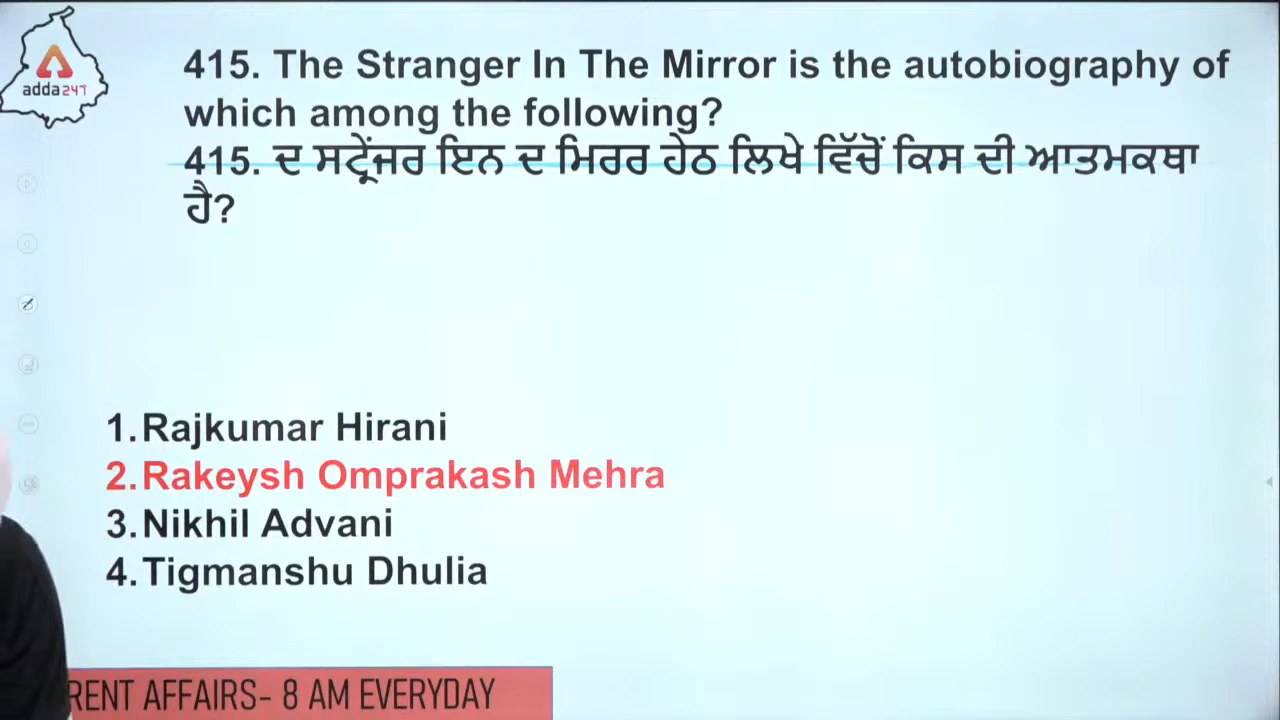 adda247
415. The Stranger In The Mirror is the autobiography of
which among the following?
415. ਦ ਸਟ੍ਰੇਂਜਰ ਇਨ ਦ ਮਿਰਰ ਹੇਠ ਲਿਖੇ ਵਿੱਚੋਂ ਕਿਸ ਦੀ ਆਤਮਕਥਾ
ਹੈ?
1.Rajkumar Hirani
2.Rakeysh Omprakash Mehra
3.Nikhil Advani
4.Tigmanshu Dhulia
RENT AFFAIRS- 8 AM EVERYDAY